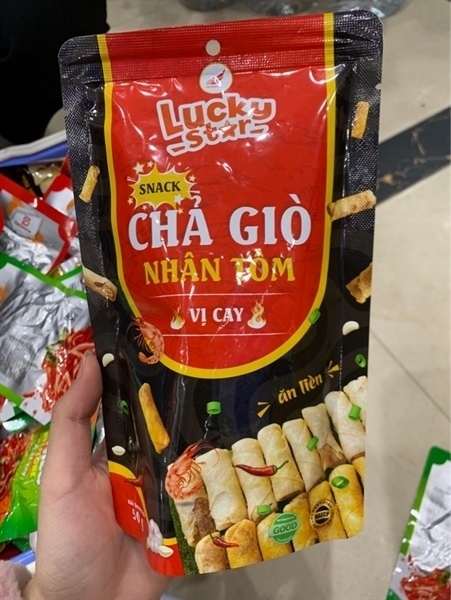 Lucky
Star
SNACK
CHẢ GIÒ
NHÂN TÔM
VỊ CAY
ăn liền
GOOD